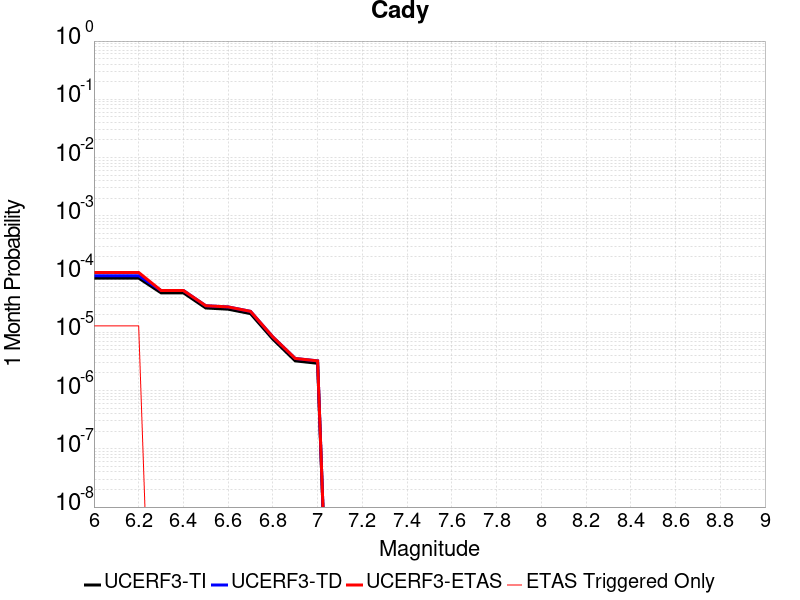 Cady
10^0
10^-1
10^-2
10^-3
10^-4
10^-5
10^-6
10^-7
10^-8
1 Month Probability
6 6.2 6.4 6.6 6.8 7 7.2 7.4 7.6 7.8 8 8.2 8.4 8.6 8.8 9
Magnitude
UCERF3-TI UCERF3-TD UCERF3-ETAS ETAS Triggered Only